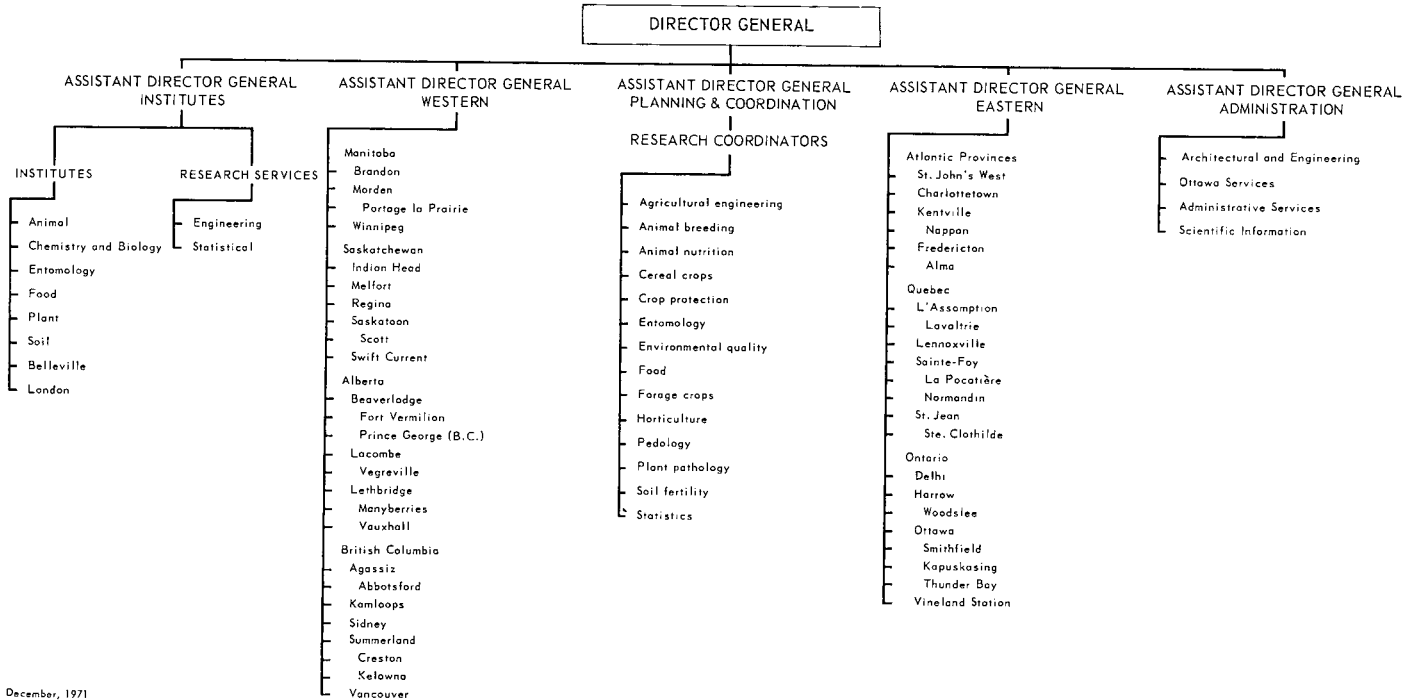 DIRECTOR GENERAL
ASSISTANT DIRECTOR GENERAL
INSTITUTES
INSTITUTES
Animal
Chemistry and Biology
Entomology
Food
Plant
Soil
Belleville
London
RESEARCH SERVICES
Engineering
Statistical
ASSISTANT DIRECTOR GENERAL
WESTERN
Manitoba
Brandon
Morden
Portage la Prairie
Winnipeg
Saskatchewan
Indian Head
Melfort
Regina
Saskatoon
Scott
Swift Current
Alberta
Beaverlodge
Fort Vermilion
Prince George (B.C.)
Lacombe
Vegreville
Lethbridge
Manyberries
Vauxhall
British Columbia
Agassiz
Abbotsford
Kamloops
Sidney
Summerland
Creston
Kelowna
Vancouver
ASSISTANT DIRECTOR GENERAL
PLANNING & COORDINATION
RESEARCH COORDINATORS
Agricultural engineering
Animal breeding
Animal nutrition
Cereal crops
Crop protection
Entomology
Environmental quality
Food
Forage crops
Horticulture
Pedology
Plant pathology
Soil fertility
Statistics
ASSISTANT DIRECTOR GENERAL
EASTERN
Atlantic Provinces
St. John's West
Charlottetown
Kentville
Nappan
Fredericton
Alma
Quebec
L'Assomption
Lavaltrie
Lennoxville
Sainte-Foy
La Pocatière
Normandin
St. Jean
Ste. Clothilde
Ontario
Delhi
Harrow
Woodslee
Ottawa
Smithfield
Kapuskasing
Thunder Bay
Vineland Station
ASSISTANT DIRECTOR GENERAL
ADMINISTRATION
Architectural and Engineering
Ottawa Services
Administrative Services
Scientific Information
December, 1971